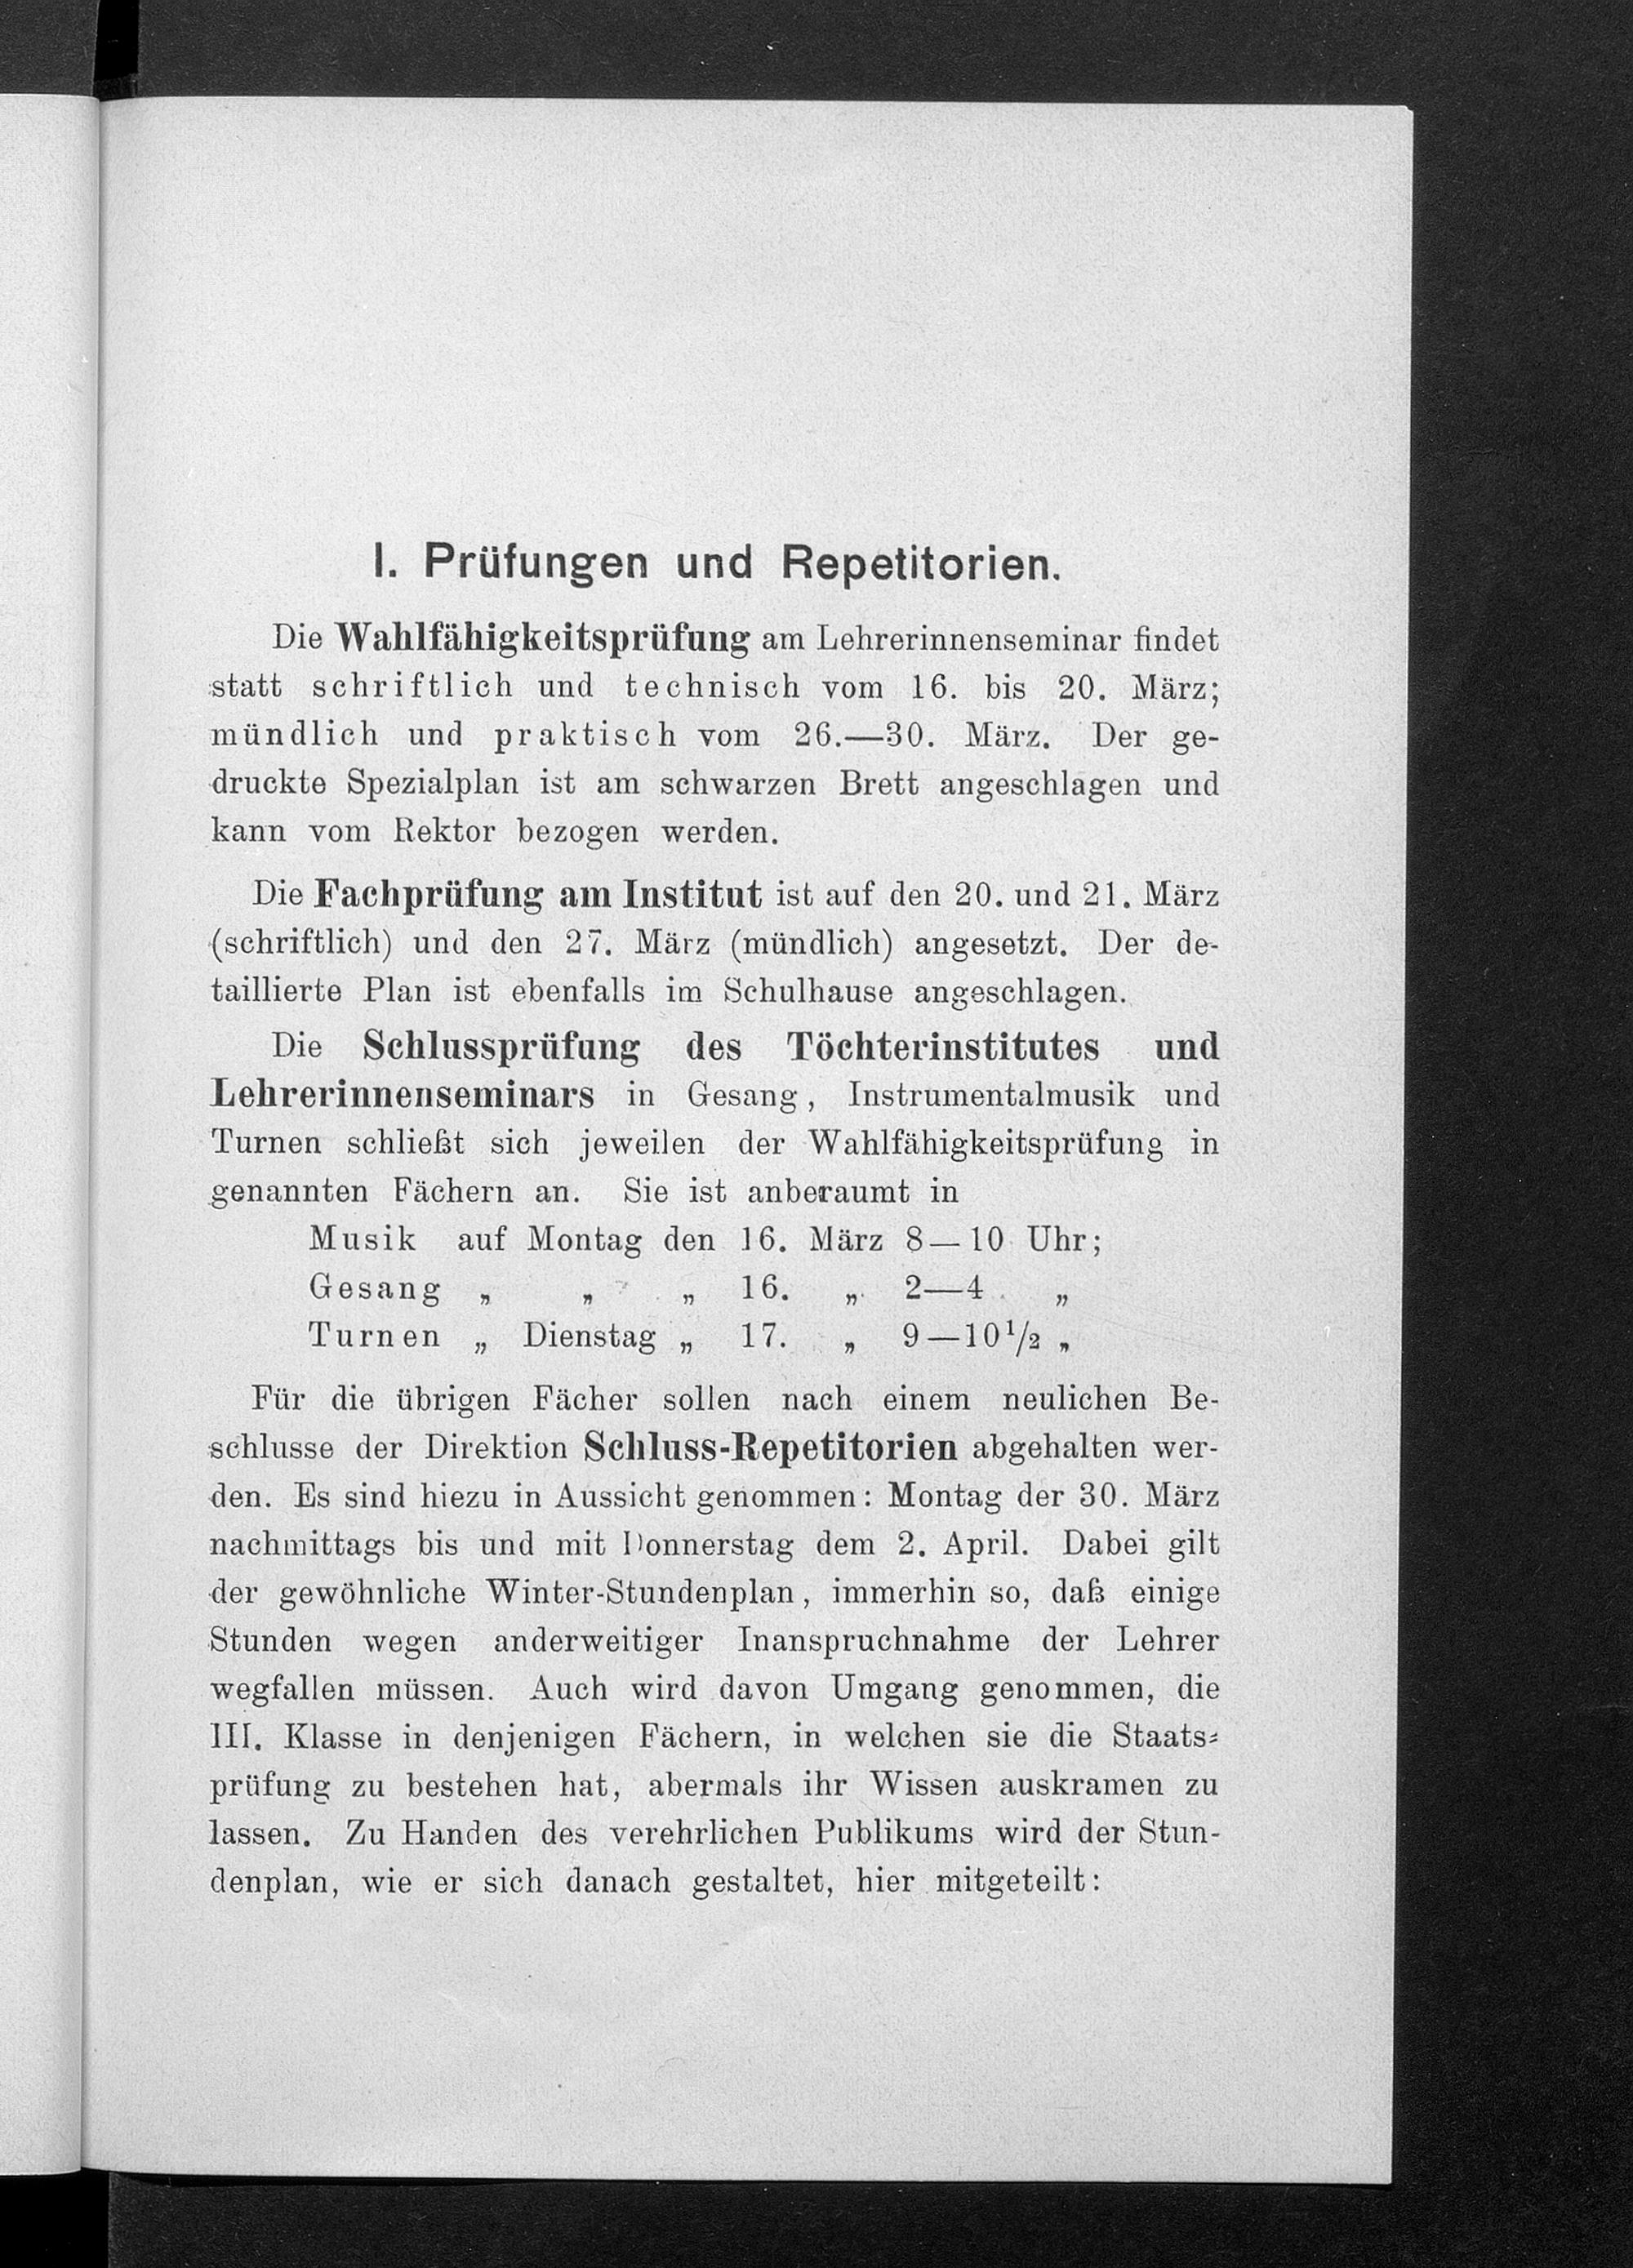 I. Prüfungen und Repetitorien.
Die Wahlfähigkeitsprüfung am Lehrerinnenseminar findet
statt schriftlich und technisch vom 16. bis 20. März;
mündlich und praktisch vom 26.—30. März. Der ge-
druckte Spezialplan ist am schwarzen Brett angeschlagen und
kann vom Rektor bezogen werden.
Die Fachprüfung am Institut ist auf den 20. und 21. März
(schriftlich) und den 27. März (mündlich) angesetzt. Der de-
taillierte Plan ist ebenfalls im Schulhause angeschlagen.
Die Schlussprüfung des Töchterinstitutes und
Lehrerinnenseminars in Gesang, Instrumentalmusik und
Turnen schließt sich jeweilen der Wahlfähigkeitsprüfung in
genannten Fächern an. Sie ist anberaumt in
Musik auf Montag den 16. März 8—10 Uhr;
Gesang „ „ „ 16. „ 2—4 „
Turnen „ Dienstag „ 17. „ 9—10 1/2 „
Für die übrigen Fächer sollen nach einem neulichen Be-
schlusse der Direktion Schluss-Repetitorien abgehalten wer-
den. Es sind hiezu in Aussicht genommen: Montag der 30. März
nachmittags bis und mit Donnerstag dem 2. April. Dabei gilt
der gewöhnliche Winter-Stundenplan, immerhin so, daß einige
Stunden wegen anderweitiger Inanspruchnahme der Lehrer
wegfallen müssen. Auch wird davon Umgang genommen, die
III. Klasse in denjenigen Fächern, in welchen sie die Staats-
prüfung zu bestehen hat, abermals ihr Wissen auskramen zu
lassen. Zu Handen des verehrlichen Publikums wird der Stun-
denplan, wie er sich danach gestaltet, hier mitgeteilt: